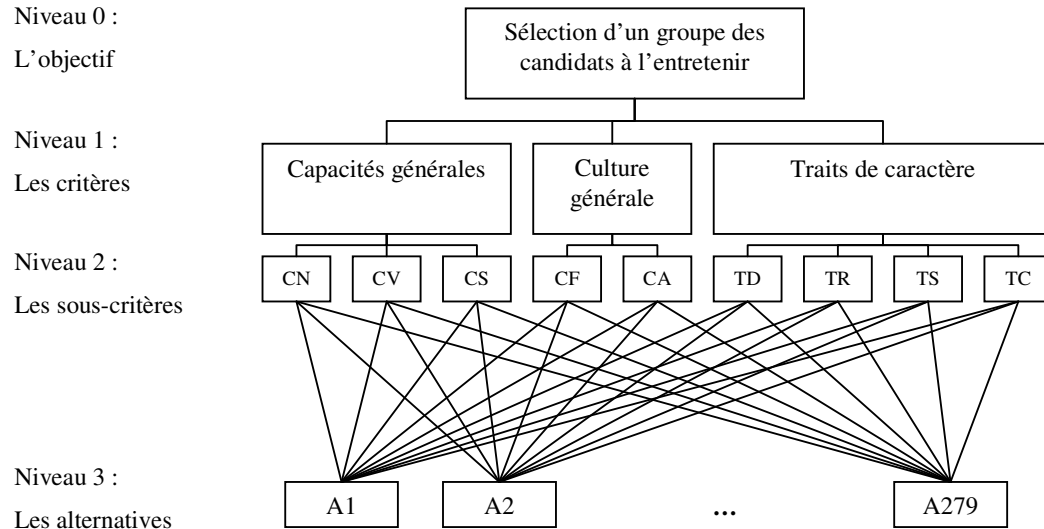 Niveau 0 :
L'objectif
Sélection d'un groupe des
candidats à l'entretenir
Niveau 1 :
Les critères
Capacités générales
Culture
générale
Traits de caractère
Niveau 2 :
Les sous-critères
CN
CV
CS
CF
CA
TD
TR
TS
TC
Niveau 3 :
Les alternatives
A1
A2
...
A279